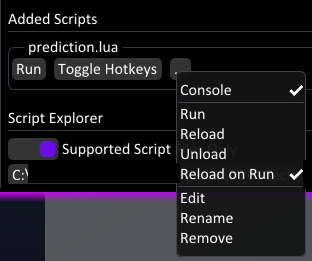 Added Scripts
prediction.lua
Run Toggle Hotkeys ...
Console
Script Explorer
Run
Reload
Supported Script
Unload
Reload on Run
C:\
Edit
Rename
Remove